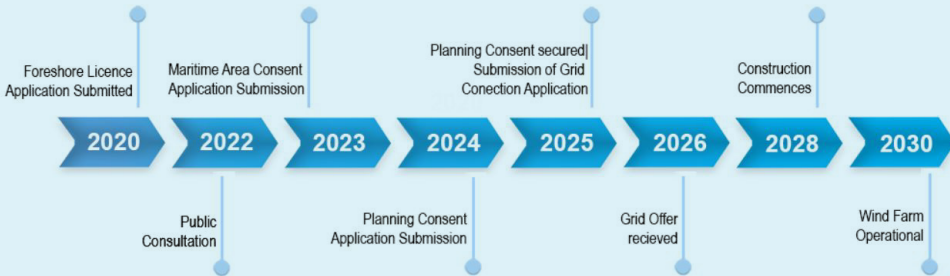 Foreshore Licence
Application Submitted
Maritime Area Consent
Application Submission
Planning Consent secured|
Submission of Grid
Conection Application
Construction
Commences
2020
2022
2023
2024
2025
2026
2028
2030
Public
Consultation
Planning Consent
Application Submission
Grid Offer
recieved
Wind Farm
Operational